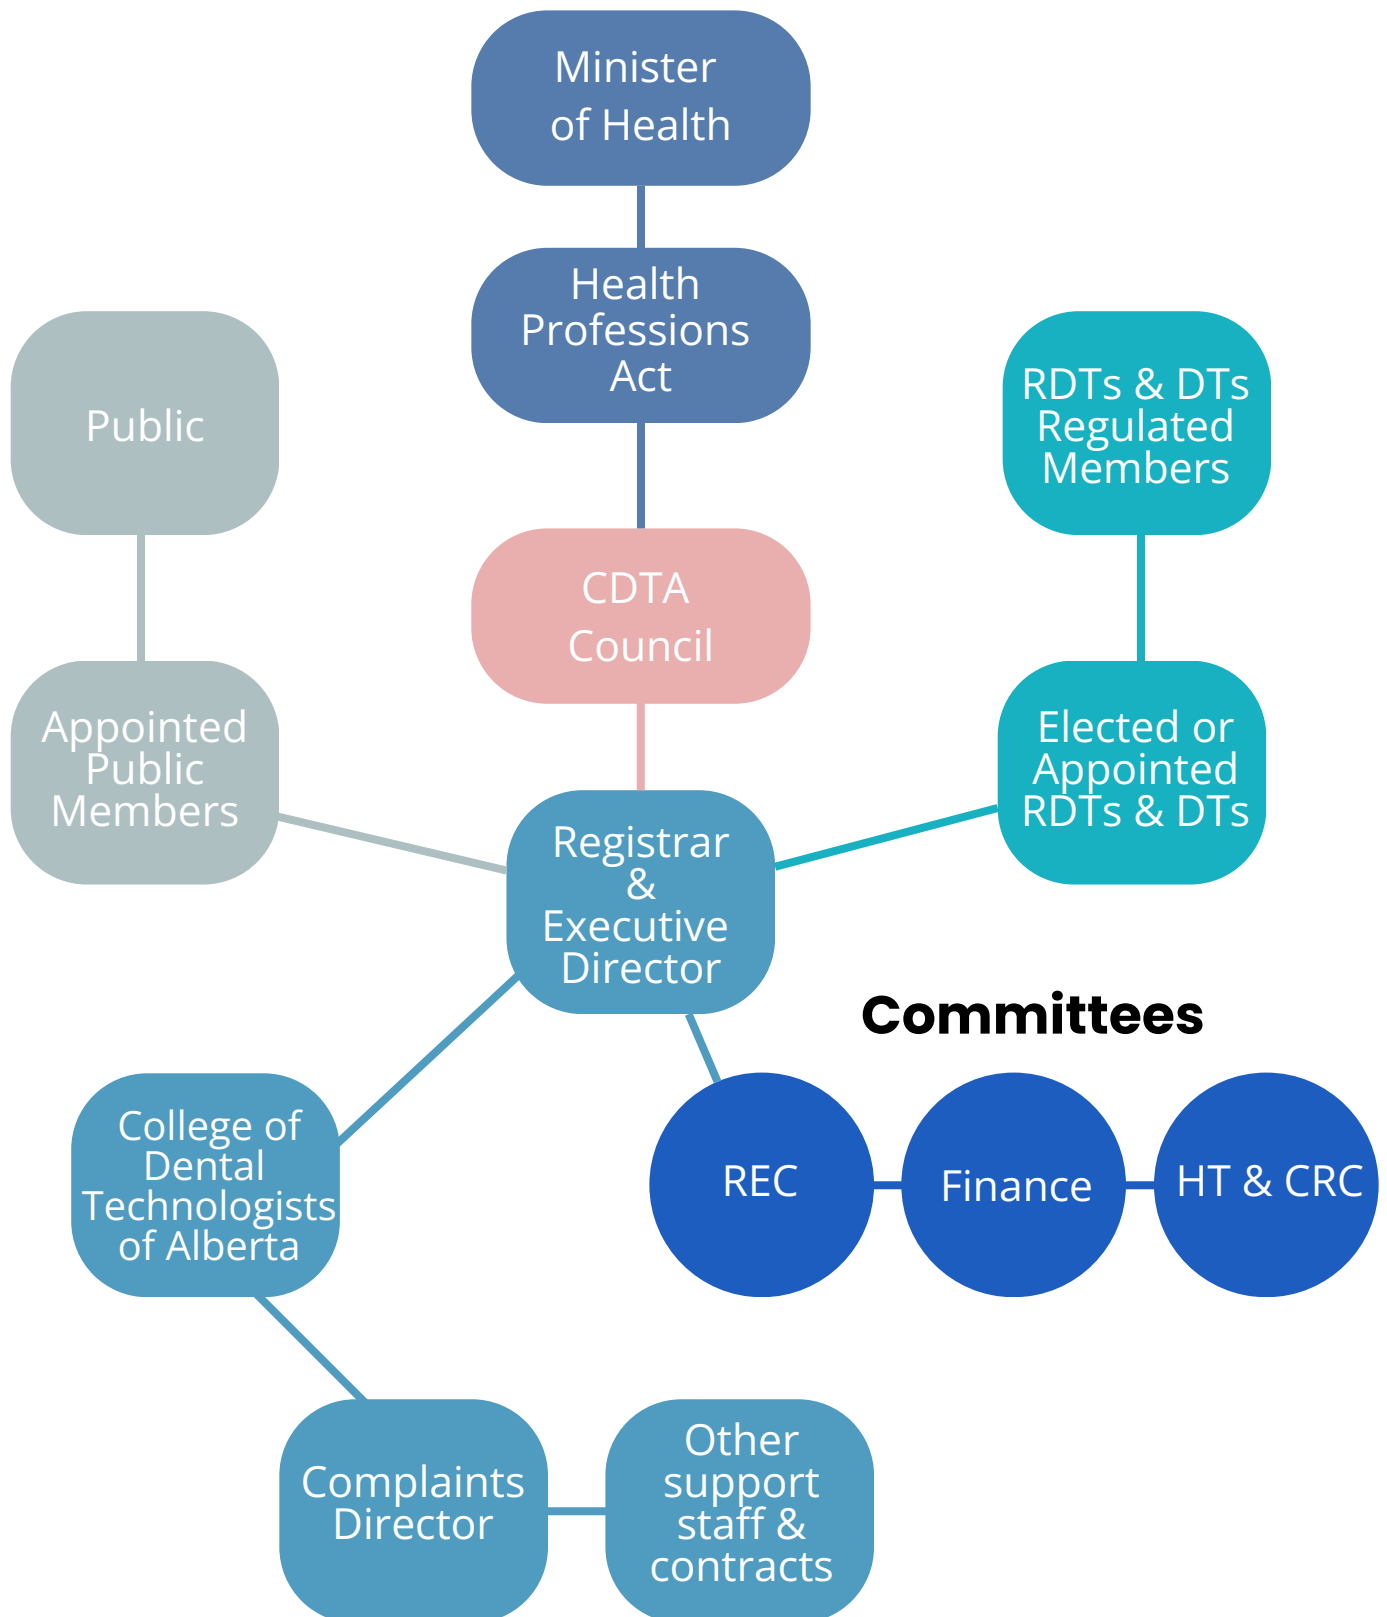 Minister
of Health
Health
Professions
Act
Public
RDTs & DTs
Regulated
Members
CDTA
Council
Appointed
Public
Members
Elected or
Appointed
RDTs & DTs
Registrar
&
Executive
Director
Committees
College of
Dental
Technologists
of Alberta
REC
Finance
HT & CRC
Complaints
Director
Other
support
staff &
contracts